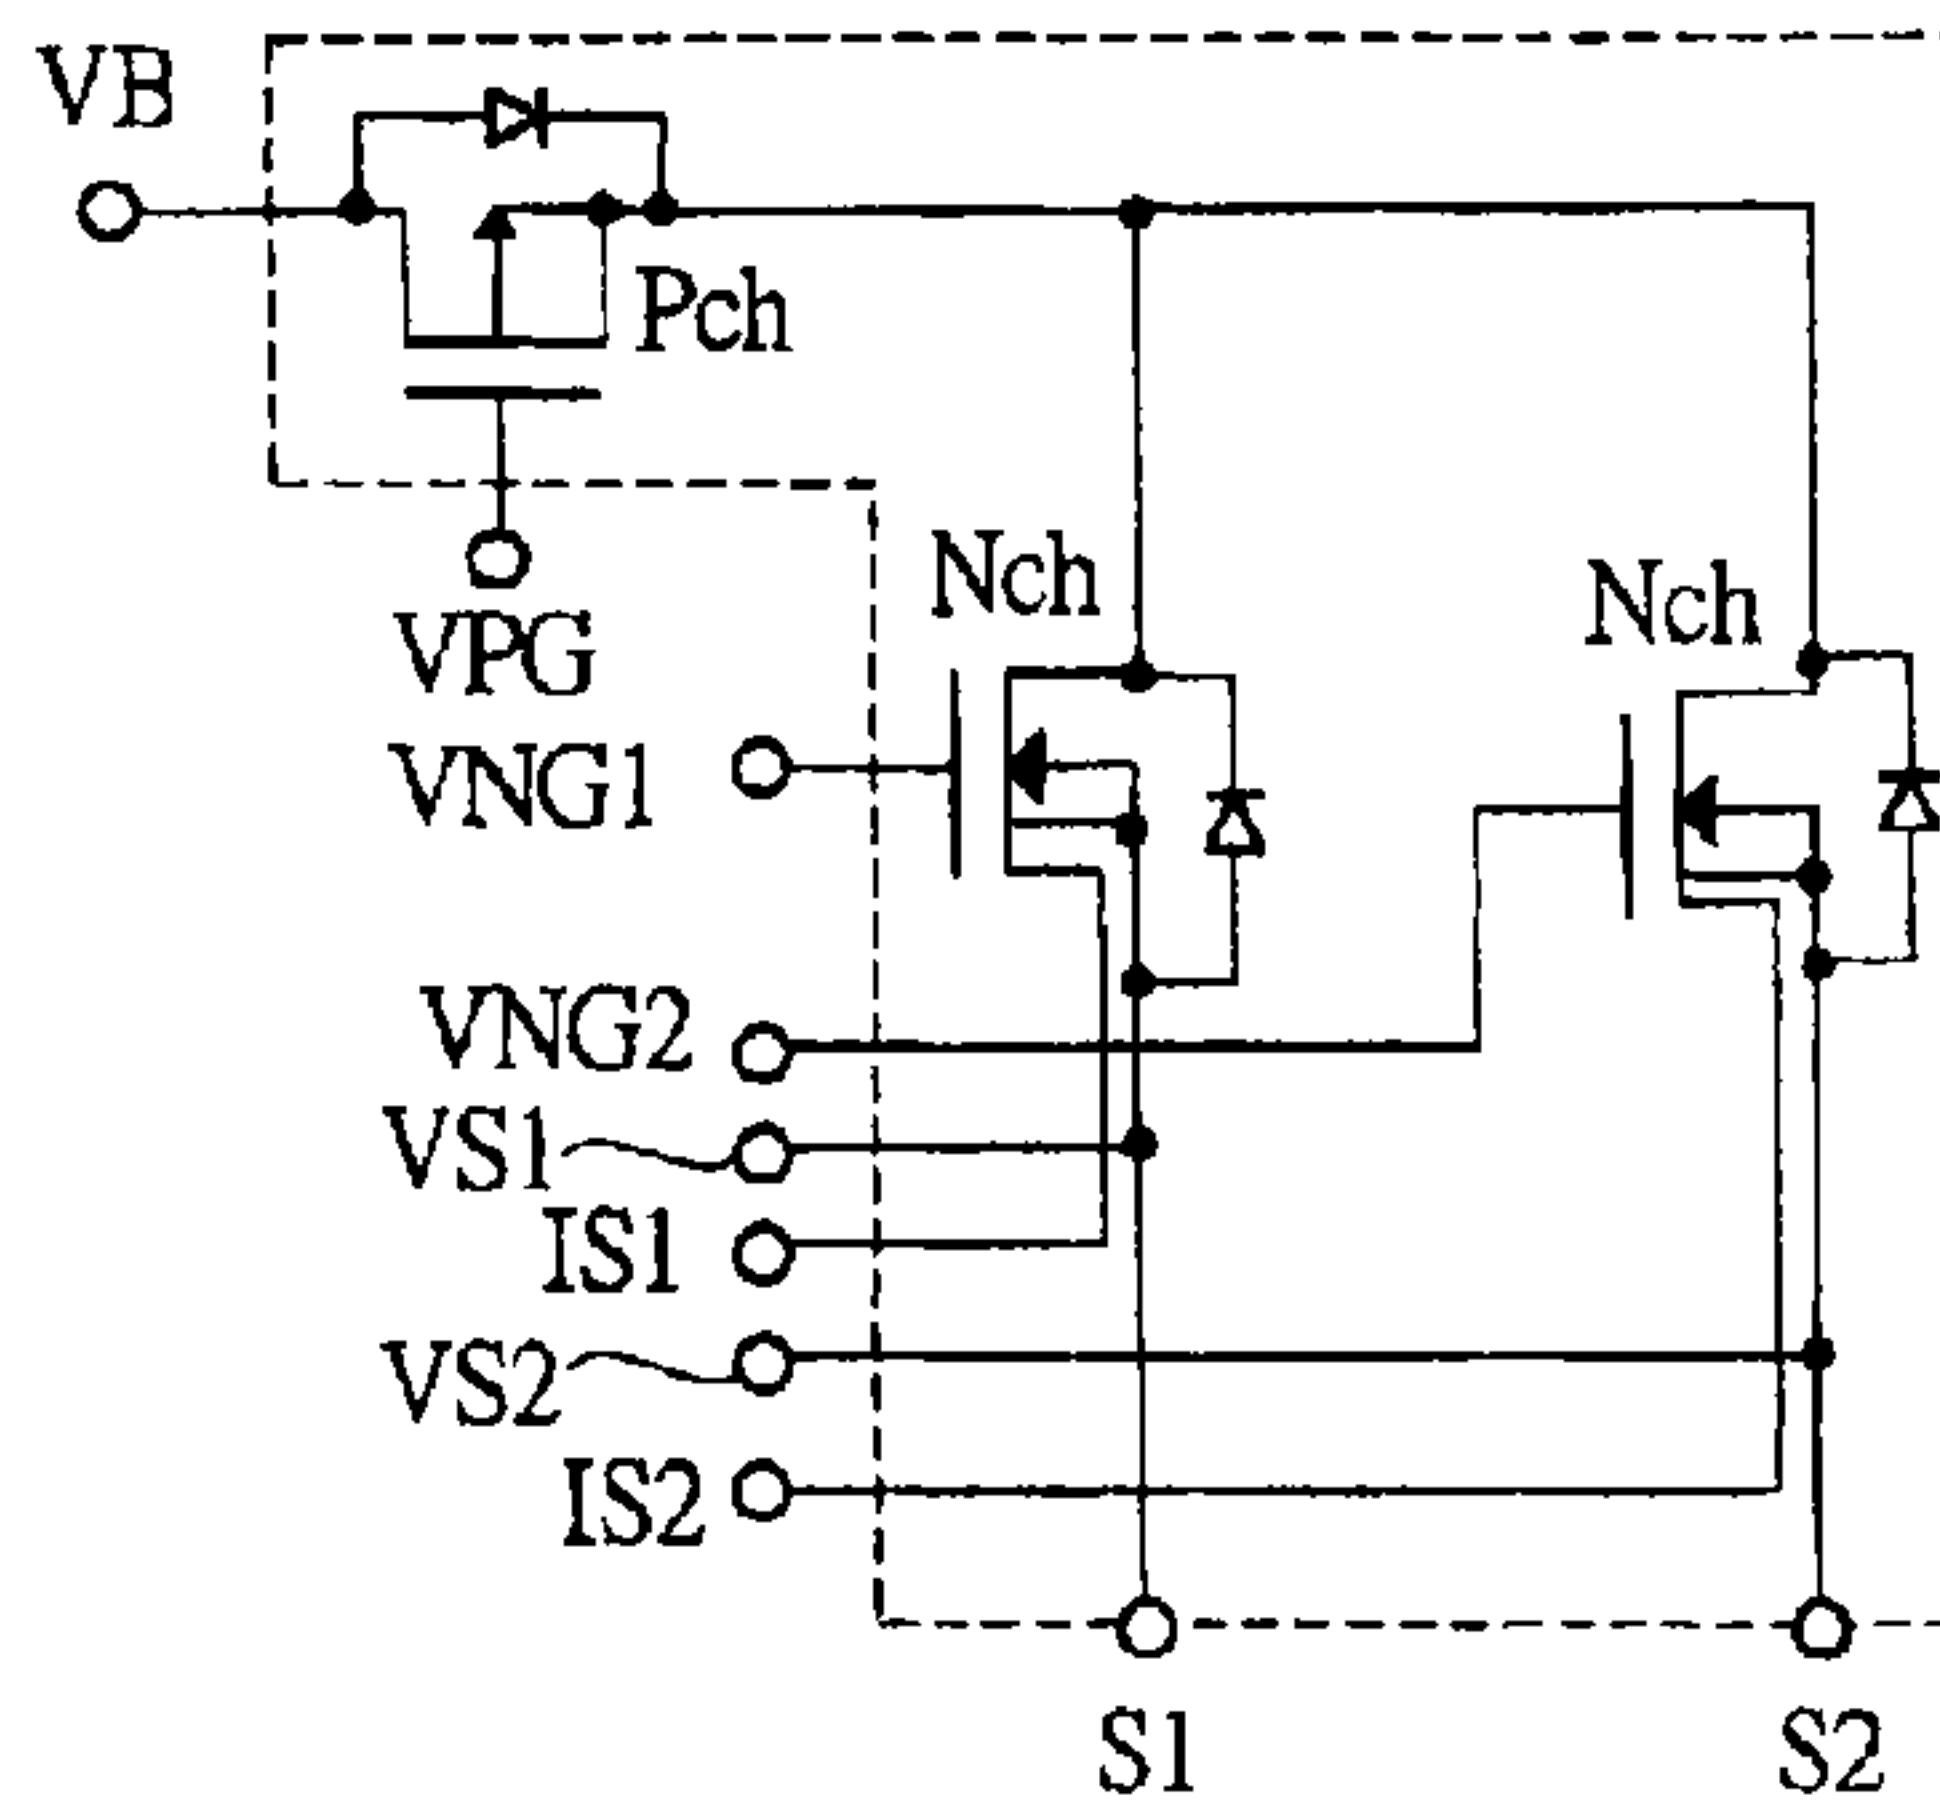 VB
Pch
Nch
Nch
VPG
VNG1
VNG2
VS1
IS1
VS2
IS2
S1
S2